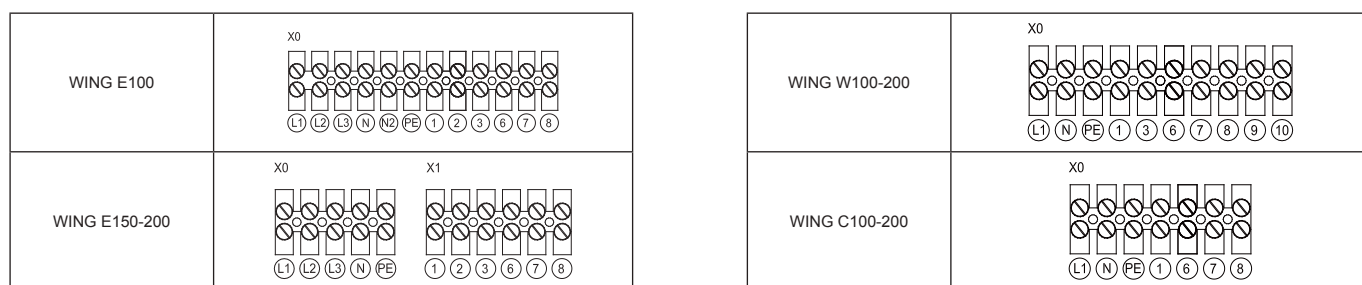 WING E100
X0
L1 L2 L3 N N2 PE 1 2 3 6 7 8
WING E150-200
X0 X1
L1 L2 L3 N PE 1 2 3 6 7 8
WING W100-200
X0
L1 N PE 1 3 6 7 8 9 10
WING C100-200
X0
L1 N PE 1 6 7 8